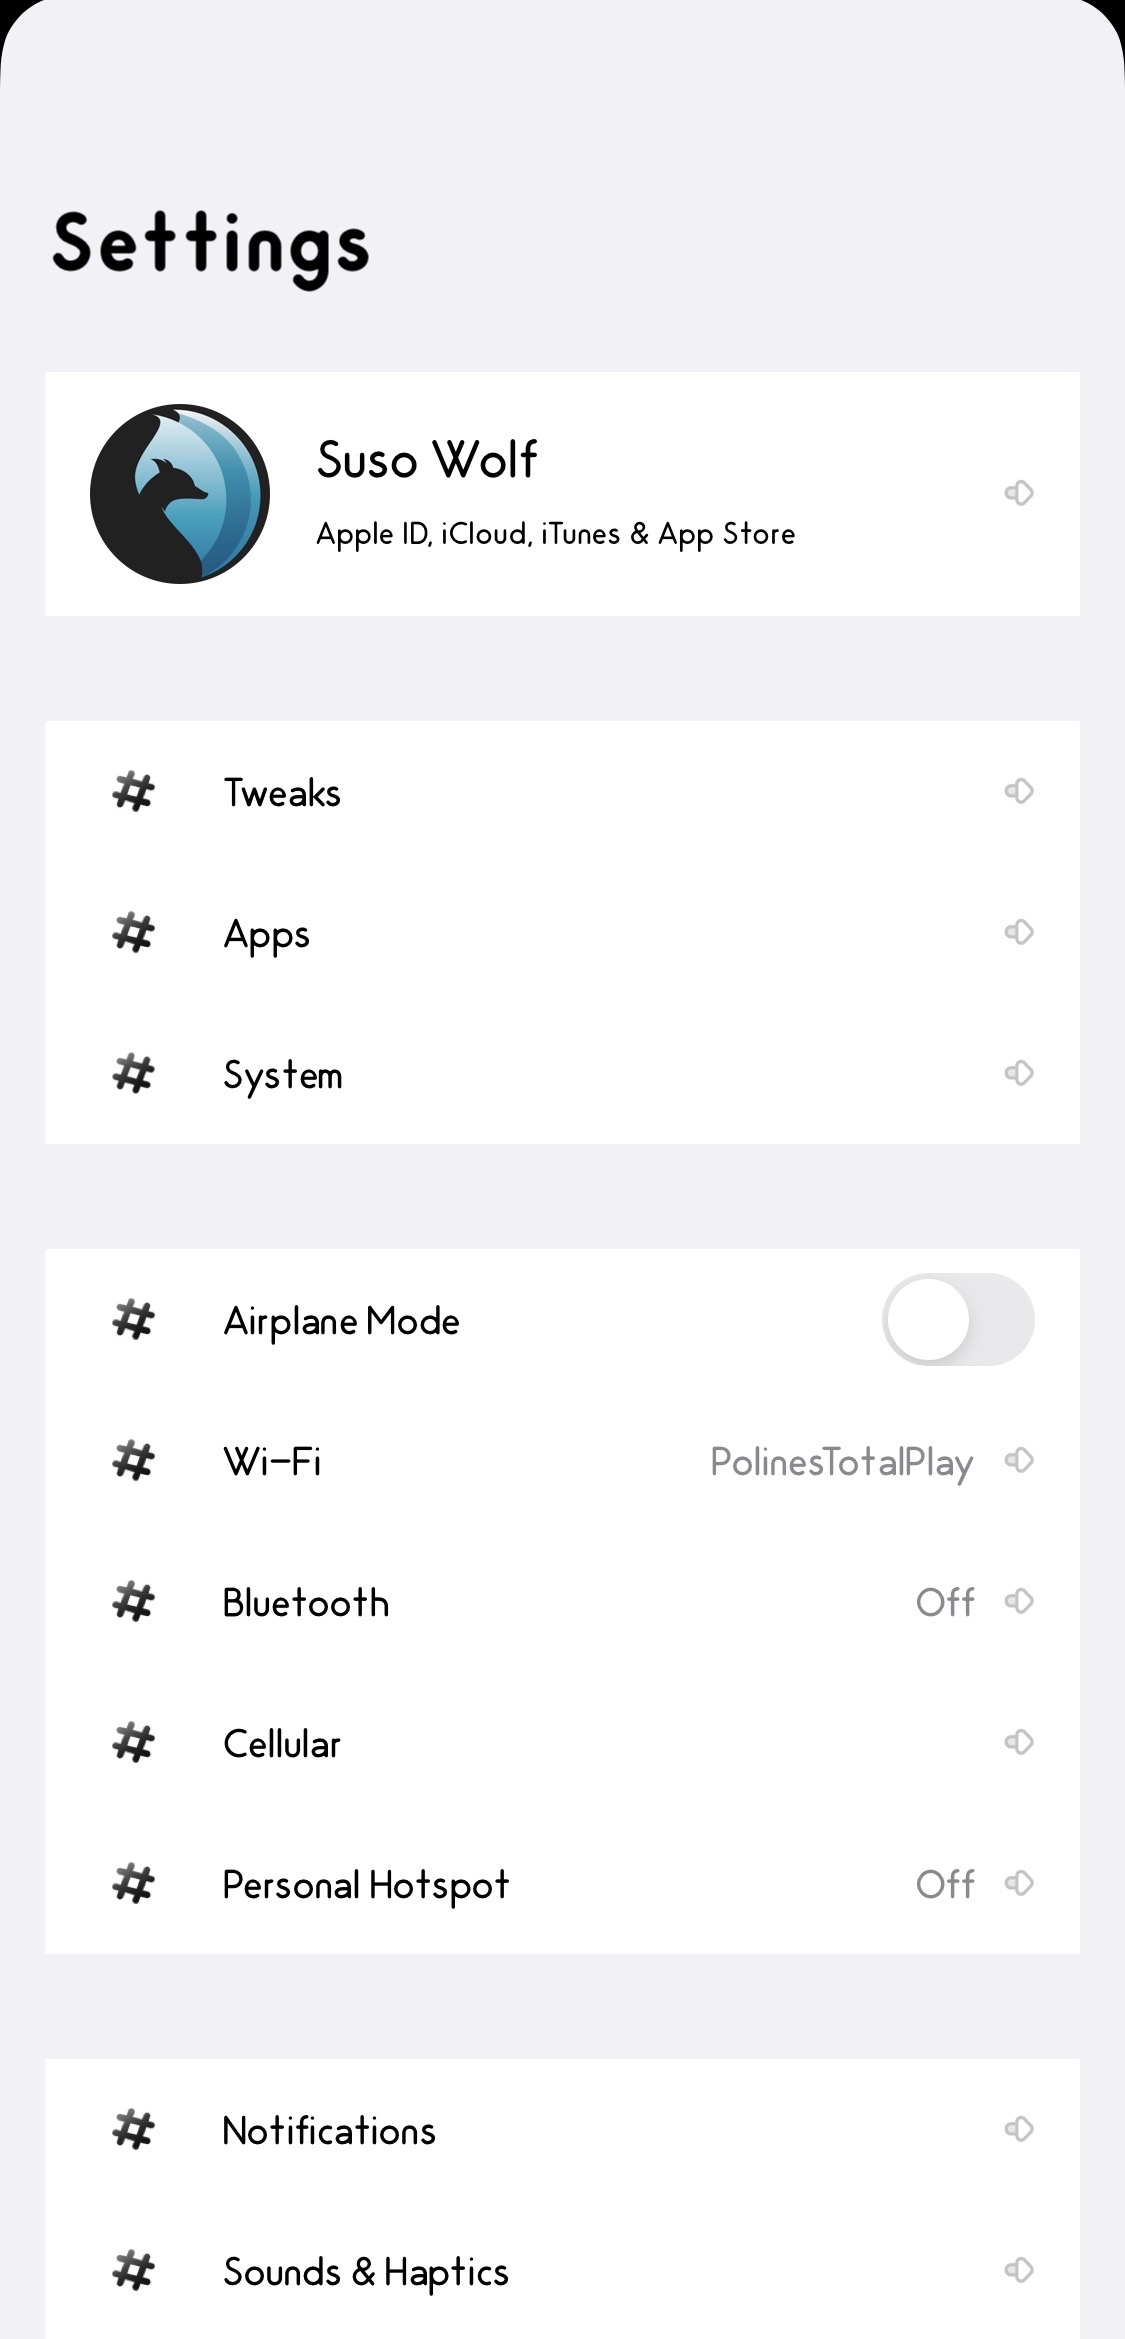 Settings
Suso Wolf
Apple ID, iCloud, iTunes & App Store
# Tweaks
# Apps
# System
# Airplane Mode
# Wi-Fi PolinesTotalPlay
# Bluetooth Off
# Cellular
# Personal Hotspot Off
# Notifications
# Sounds & Haptics